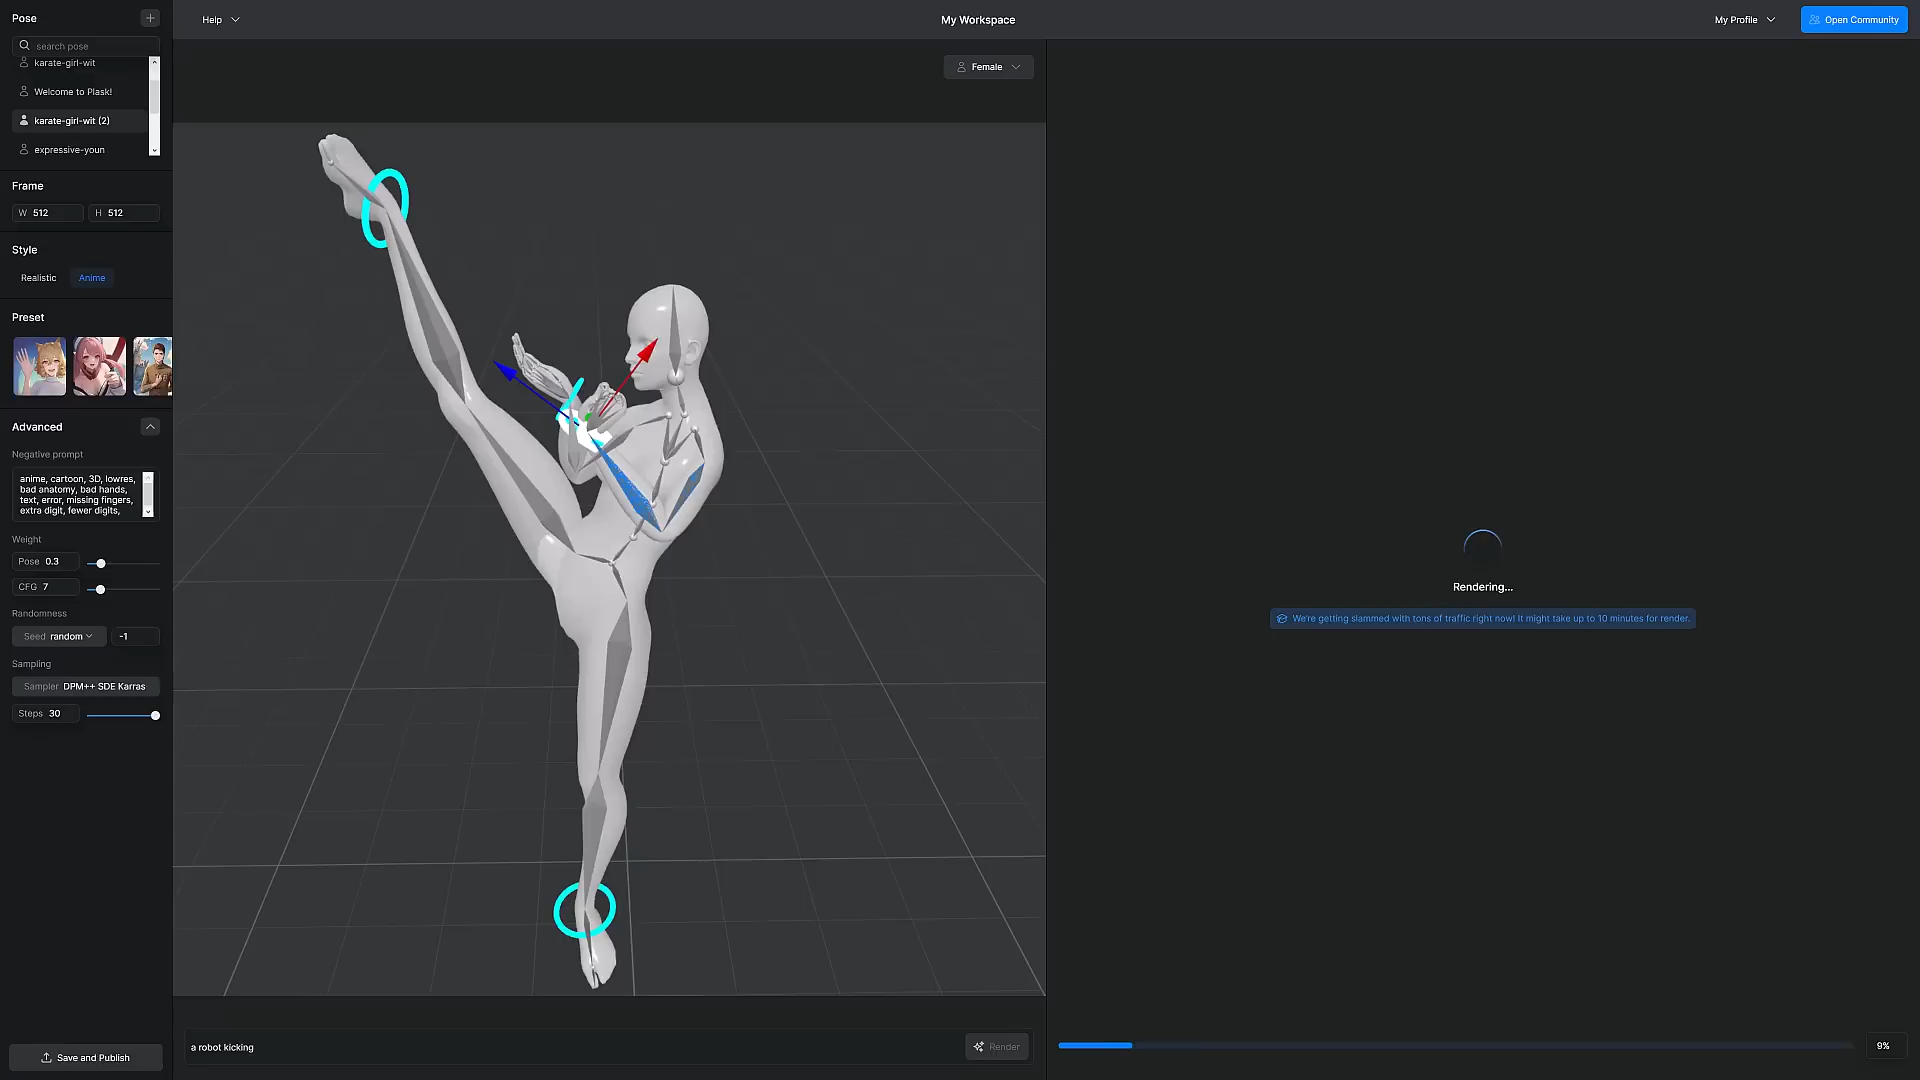 Pose
Help
My Workspace
My Profile
Open Community
search pose
karate-girl-wit
Welcome to Plask!
karate-girl-wit (2)
expressive-youn
Female
Frame
W 512
H 512
Style
Realistic
Anime
Preset
Advanced
Negative prompt
anime, cartoon, 3D, lowres,
bad anatomy, bad hands,
text, error, missing fingers,
extra digit, fewer digits,
Weight
Pose 0.3
CFG 7
Randomness
Seed random
-1
Sampling
Sampler DPM++ SDE Karras
Steps 30
Save and Publish
a robot kicking
Render
Rendering...
We're getting slammed with tons of traffic right now! It might take up to 10 minutes for render.
9%